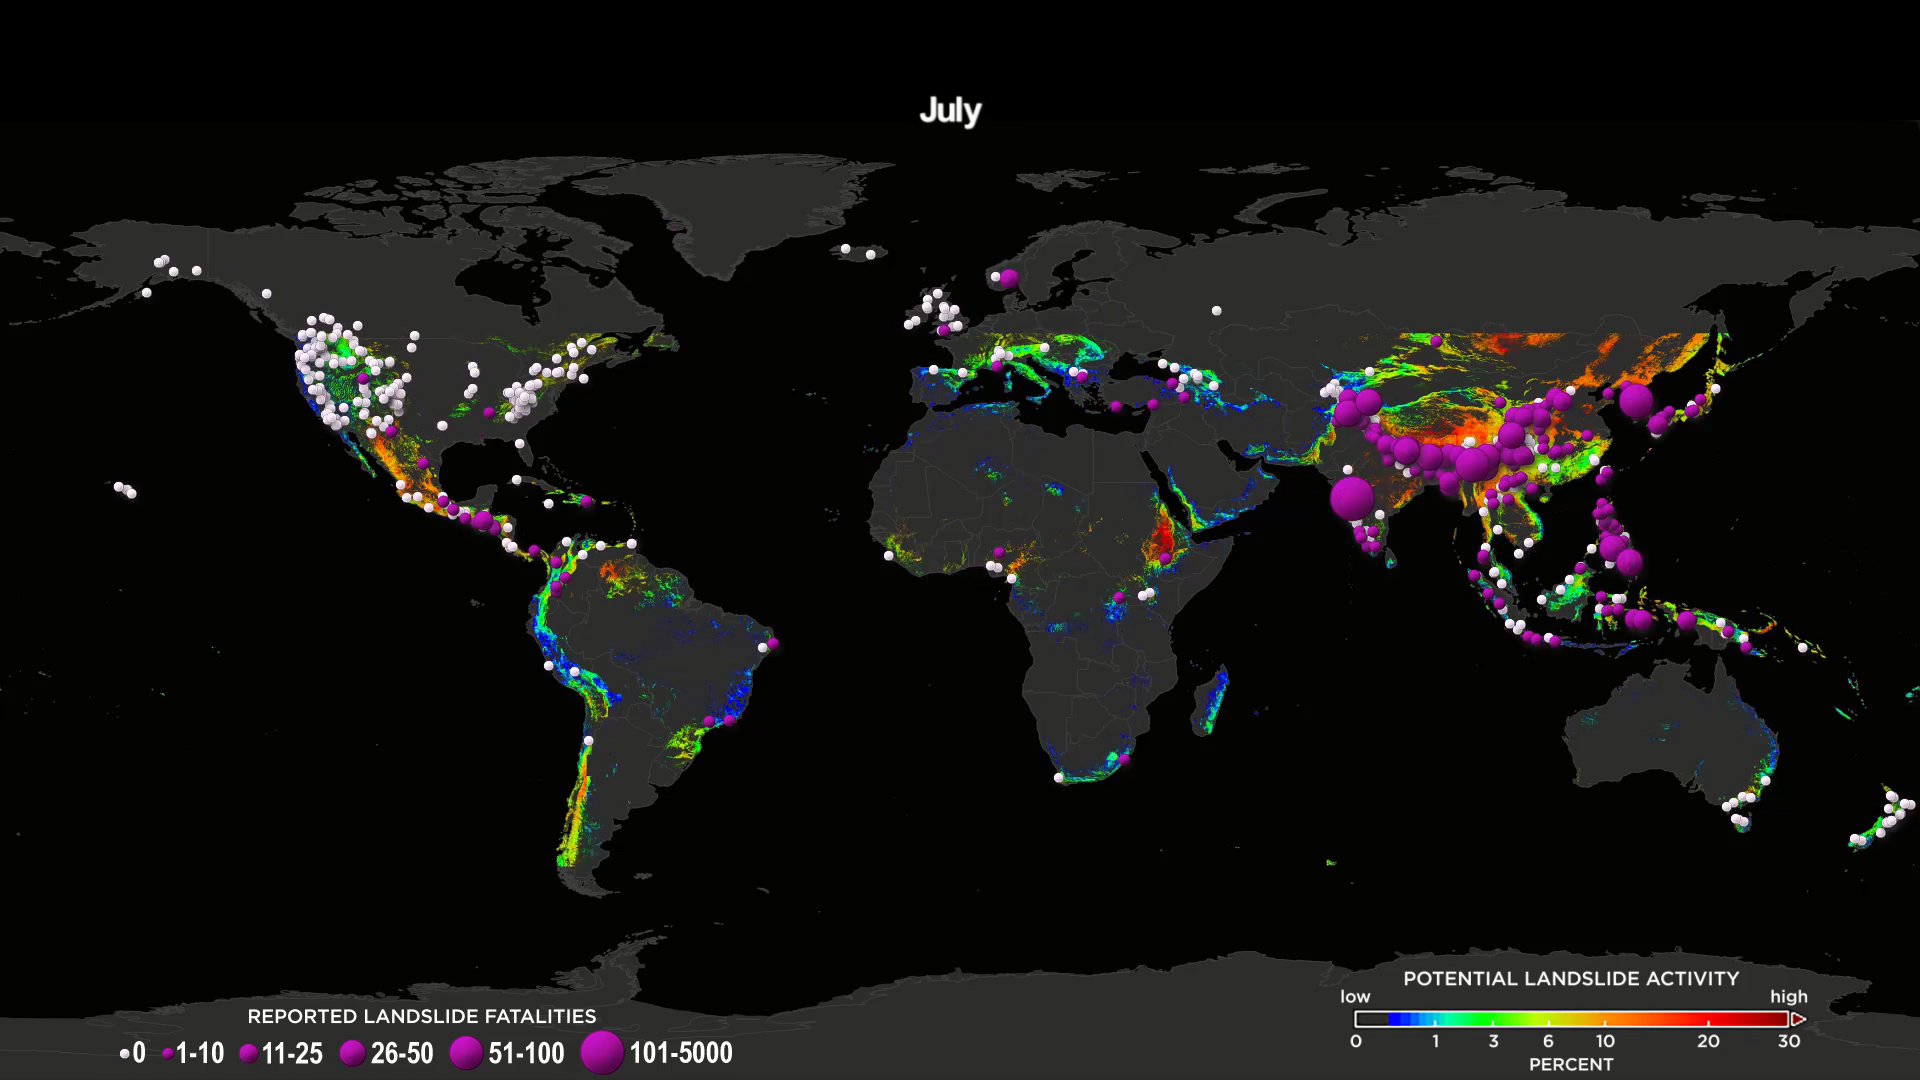 July
POTENTIAL LANDSLIDE ACTIVITY
low high
0 1 3 6 10 20 30
PERCENT
REPORTED LANDSLIDE FATALITIES
0 1-10 11-25 26-50 51-100 101-5000